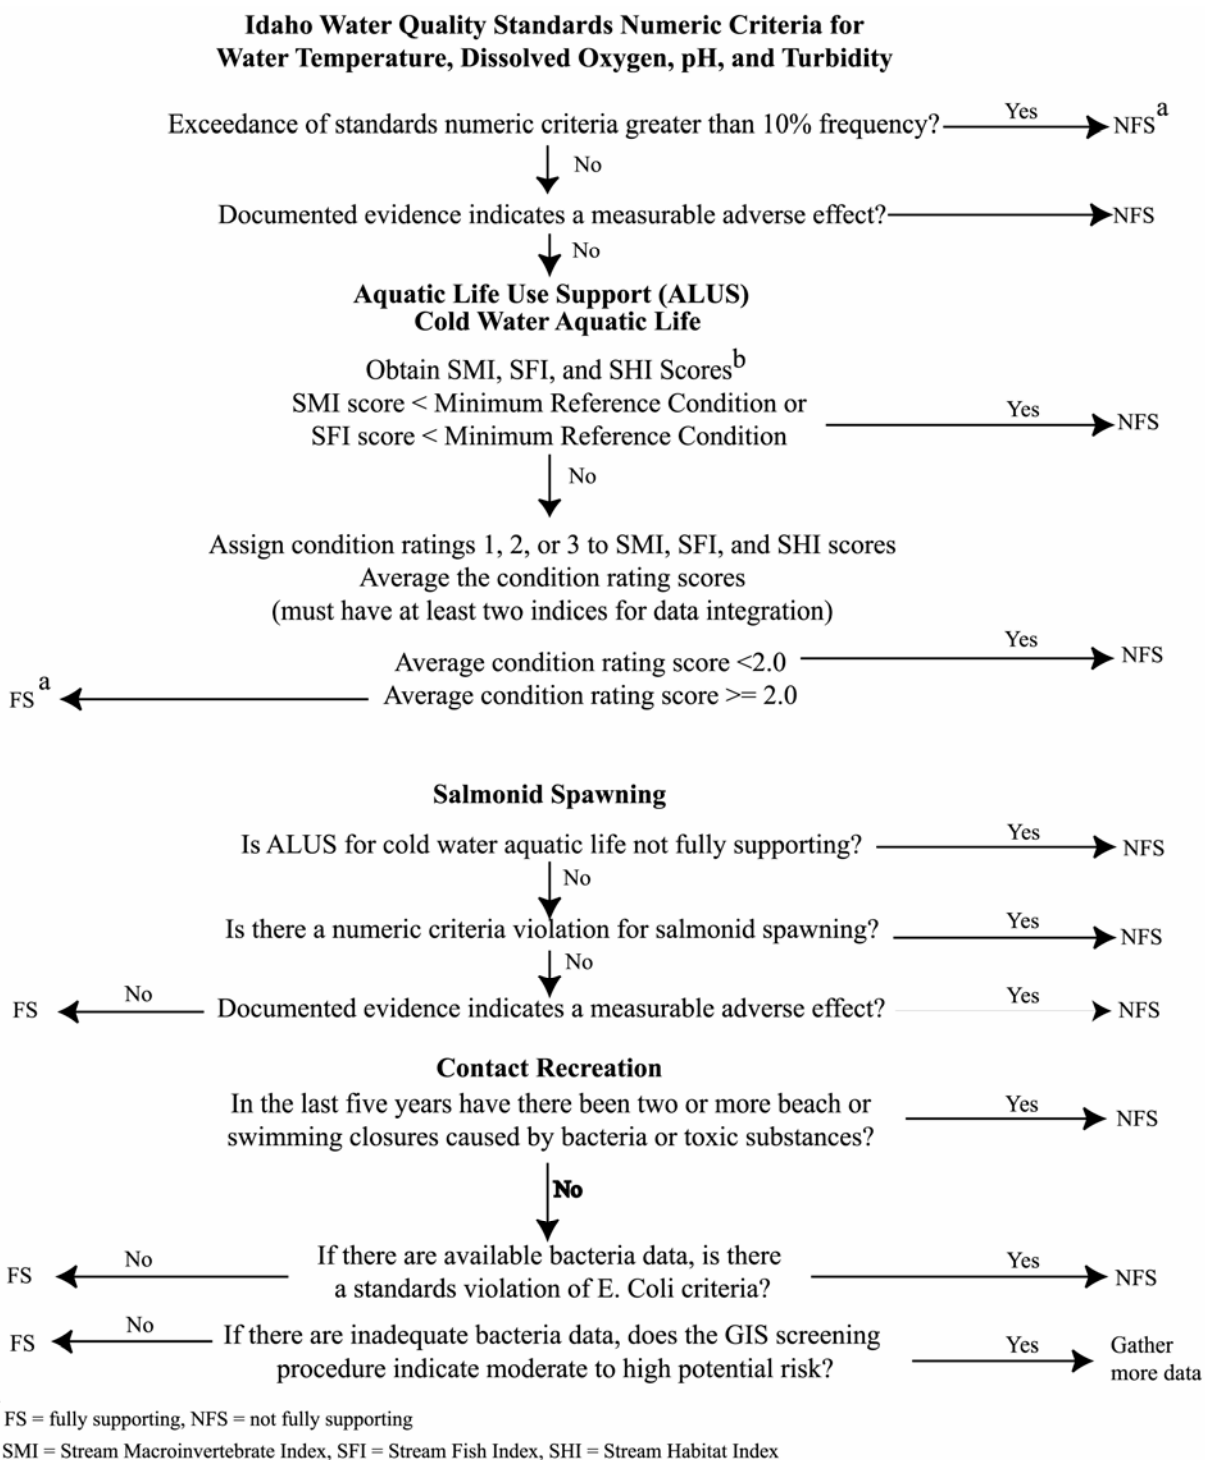 Idaho Water Quality Standards Numeric Criteria for
Water Temperature, Dissolved Oxygen, pH, and Turbidity
Exceedance of standards numeric criteria greater than 10% frequency? Yes NFS a
No
Documented evidence indicates a measurable adverse effect? NFS
No
Aquatic Life Use Support (ALUS)
Cold Water Aquatic Life
Obtain SMI, SFI, and SHI Scores b
SMI score < Minimum Reference Condition or
SFI score < Minimum Reference Condition
Yes NFS
No
Assign condition ratings 1, 2, or 3 to SMI, SFI, and SHI scores
Average the condition rating scores
(must have at least two indices for data integration)
Average condition rating score <2.0 Yes NFS
FS a Average condition rating score >= 2.0
Salmonid Spawning
Is ALUS for cold water aquatic life not fully supporting? Yes NFS
No
Is there a numeric criteria violation for salmonid spawning? Yes NFS
No
FS No Documented evidence indicates a measurable adverse effect? Yes NFS
Contact Recreation
In the last five years have there been two or more beach or
swimming closures caused by bacteria or toxic substances?
Yes NFS
No
If there are available bacteria data, is there
a standards violation of E. Coli criteria?
FS No Yes NFS
If there are inadequate bacteria data, does the GIS screening
procedure indicate moderate to high potential risk?
FS No Yes Gather
more data
FS = fully supporting, NFS = not fully supporting
SMI = Stream Macroinvertebrate Index, SFI = Stream Fish Index, SHI = Stream Habitat Index